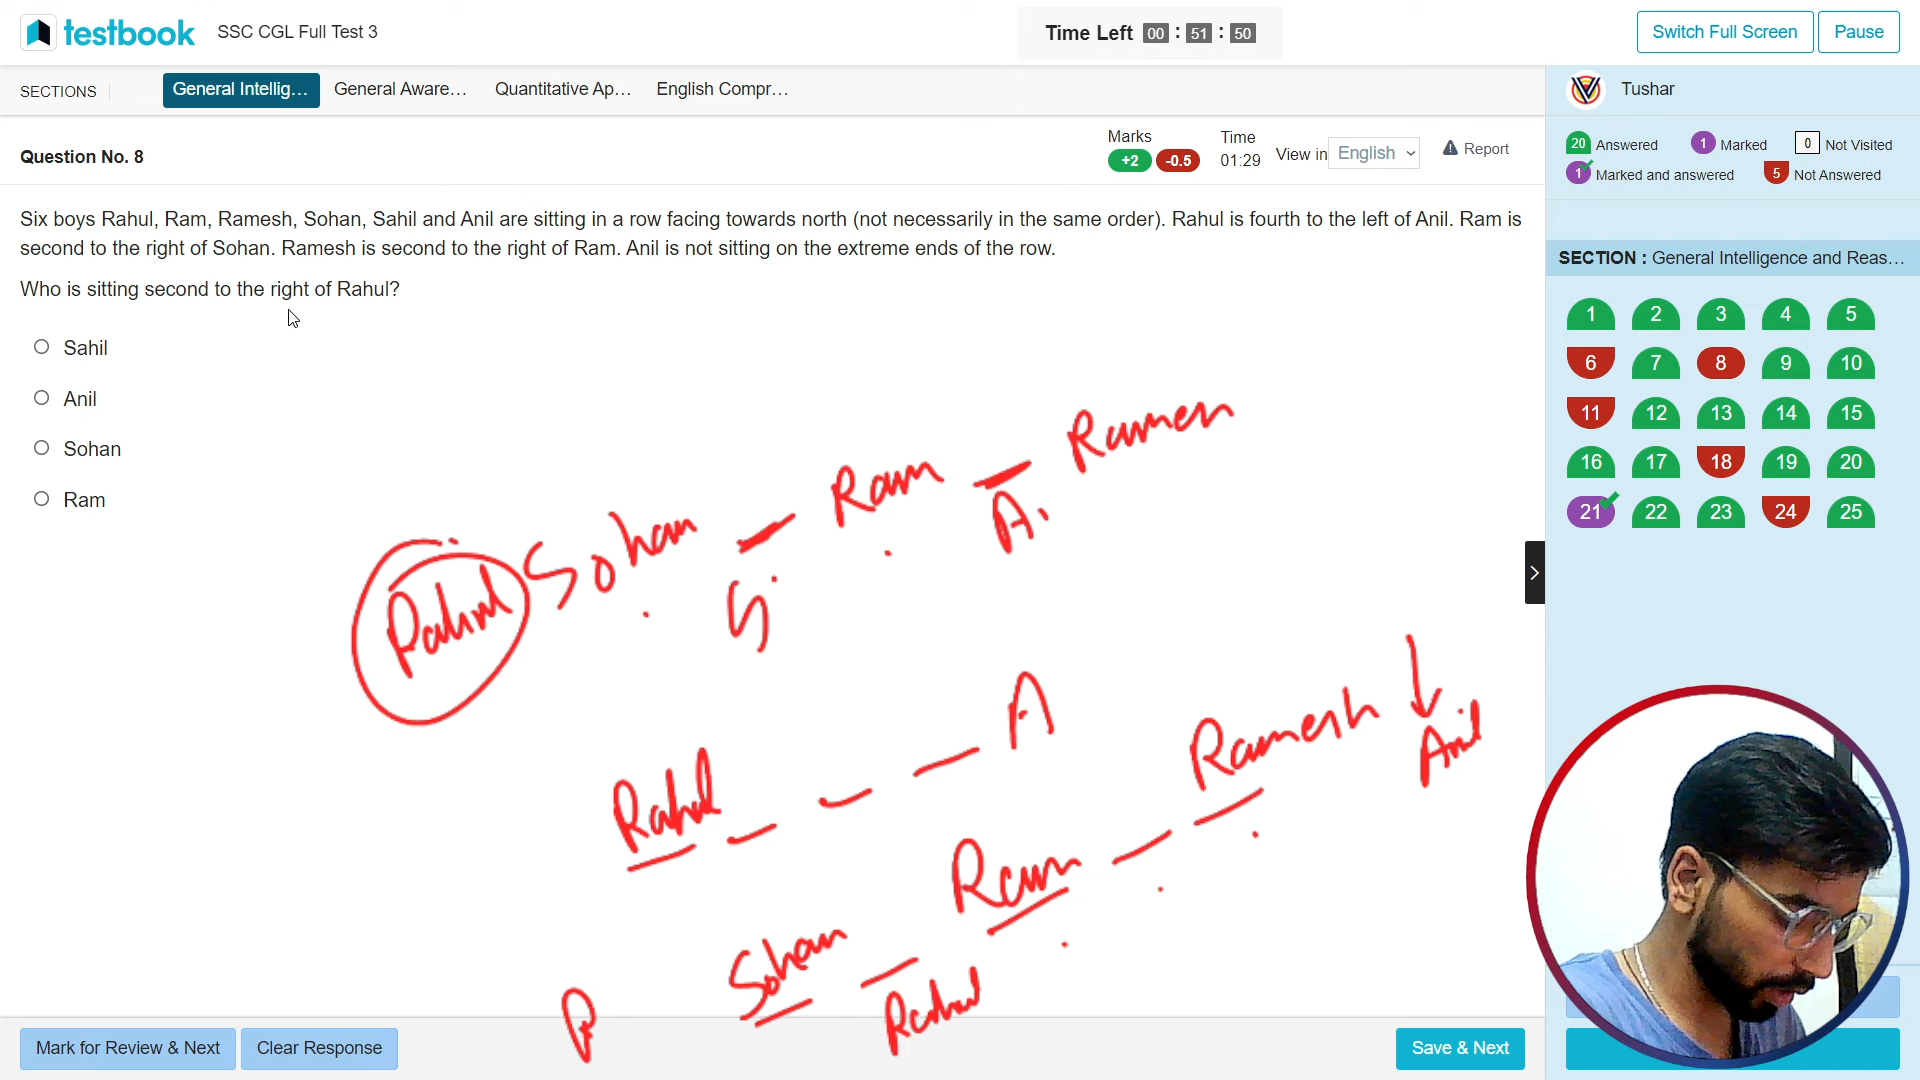 testbook SSC CGL Full Test 3
Time Left 00 : 51 : 50
Switch Full Screen Pause
SECTIONS General Intellig... General Aware... Quantitative Ap... English Compr...
Tushar
Question No. 8
Marks
+2 -0.5
Time
01:29
View in English
Report
20 Answered 1 Marked 0 Not Visited
1 Marked and answered 5 Not Answered
Six boys Rahul, Ram, Ramesh, Sohan, Sahil and Anil are sitting in a row facing towards north (not necessarily in the same order). Rahul is fourth to the left of Anil. Ram is
second to the right of Sohan. Ramesh is second to the right of Ram. Anil is not sitting on the extreme ends of the row.
Who is sitting second to the right of Rahul?
Sahil
Anil
Sohan
Ram
SECTION : General Intelligence and Reas...
1 2 3 4 5
6 7 8 9 10
11 12 13 14 15
16 17 18 19 20
21 22 23 24 25
Rahul Sohan Ram Ramen
S A
Rahul A
Sohan Ram Ramesh Anil
R Rahul
Mark for Review & Next Clear Response Save & Next